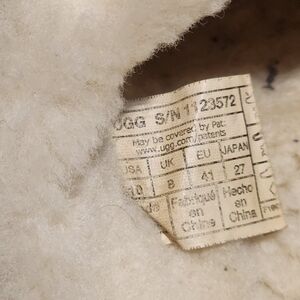 UGG S/N 1123572
May be covered by Pat:
www.ugg.com/patents
USA UK EU JAPAN
8 41 27
Fabriqué Hecho
en en
Chine China